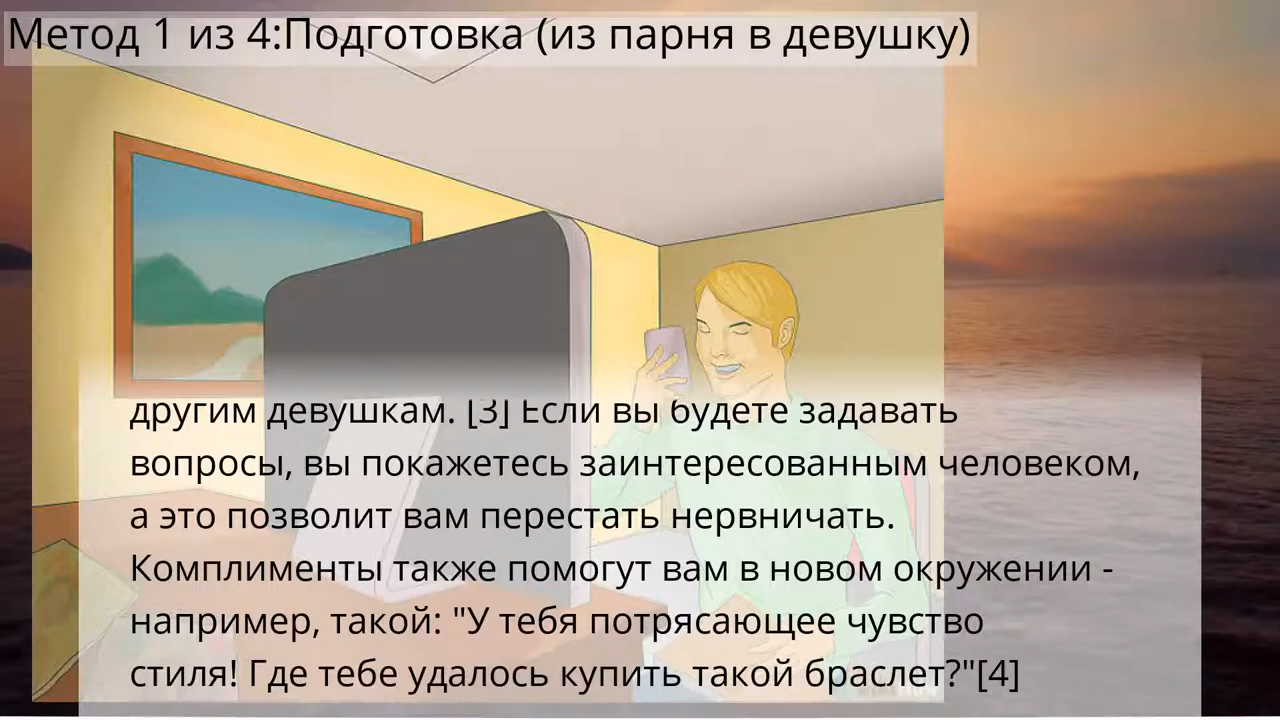 Метод 1 из 4:Подготовка (из парня в девушку)
другим девушкам. [3] Если вы будете задавать
вопросы, вы покажетесь заинтересованным человеком,
а это позволит вам перестать нервничать.
Комплименты также помогут вам в новом окружении -
например, такой: "У тебя потрясающее чувство
стиля! Где тебе удалось купить такой браслет?"[4]